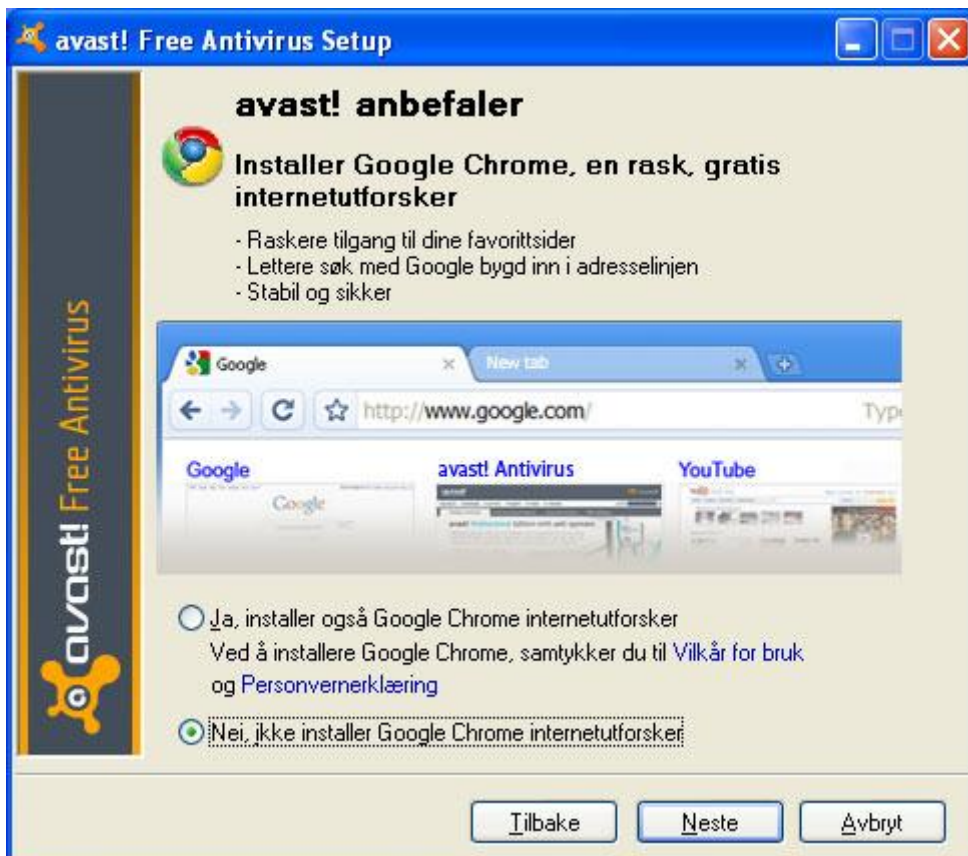 avast! Free Antivirus Setup
avast! Free Antivirus
avast! anbefaler
Installer Google Chrome, en rask, gratis
internetutforsker
- Raskere tilgang til dine favorittsider
- Lettere søk med Google bygd inn i adresselinjen
- Stabil og sikker
Google
New tab
http://www.google.com/
Type
Google
avast! Antivirus
YouTube
Google
Ja, installer også Google Chrome internetutforsker
Ved å installere Google Chrome, samtykker du til Vilkår for bruk
og Personvernerklæring
Nei, ikke installer Google Chrome internetutforsker
Tilbake
Neste
Avbryt